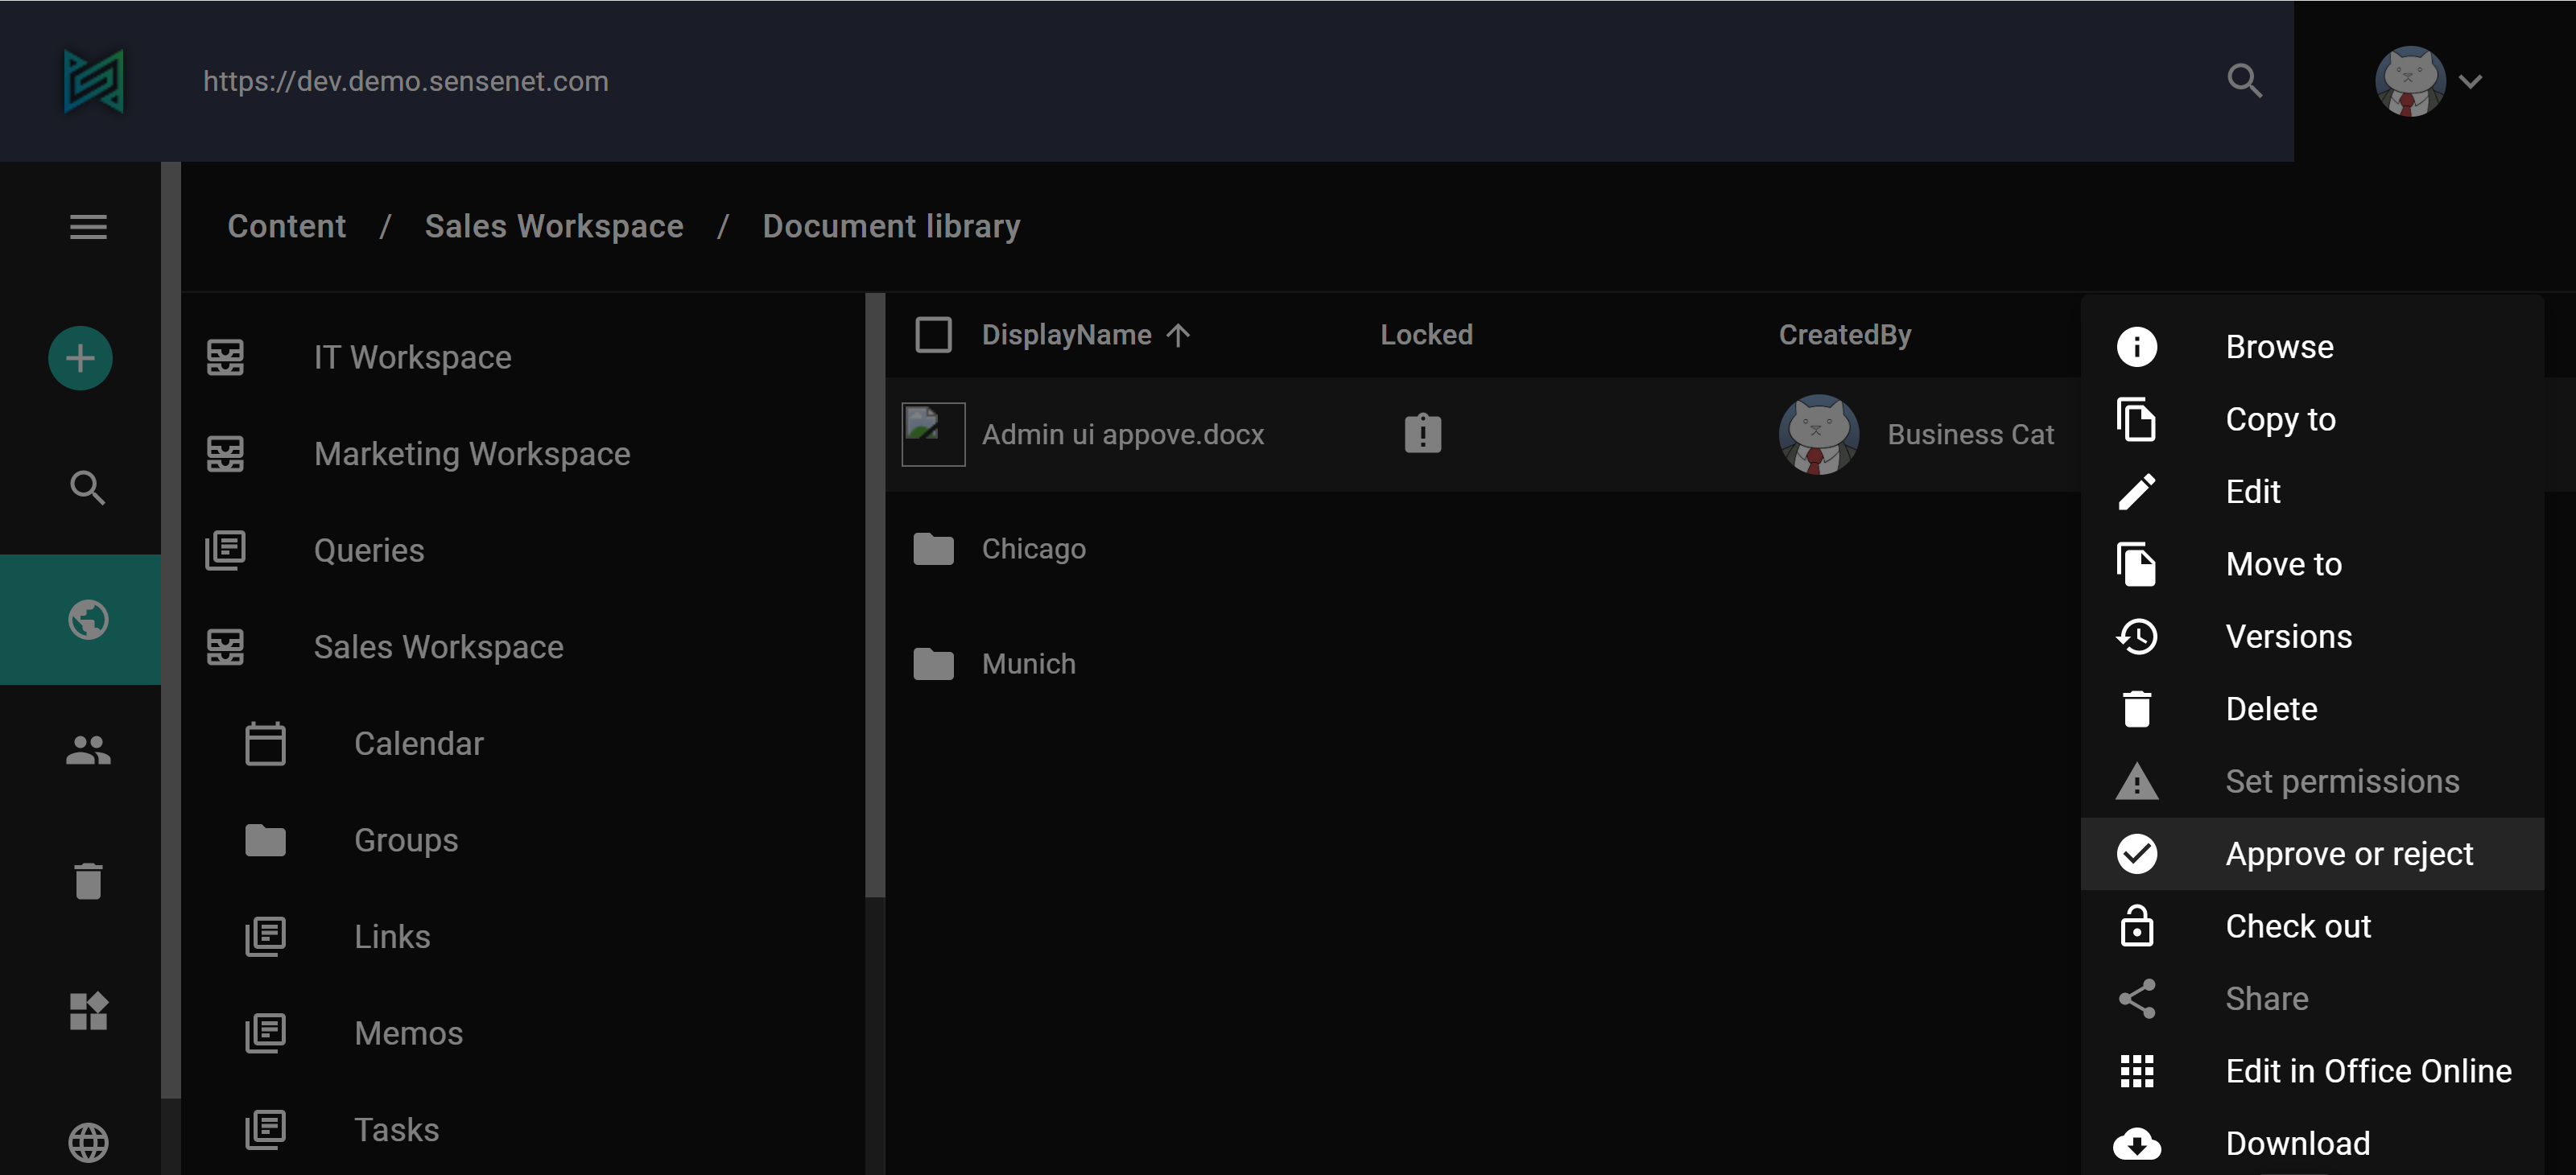 https://dev.demo.sensenet.com
Content / Sales Workspace / Document library
IT Workspace
Marketing Workspace
Queries
Sales Workspace
Calendar
Groups
Links
Memos
Tasks
DisplayName Locked CreatedBy
Admin ui appove.docx Business Cat
Chicago
Munich
Browse
Copy to
Edit
Move to
Versions
Delete
Set permissions
Approve or reject
Check out
Share
Edit in Office Online
Download